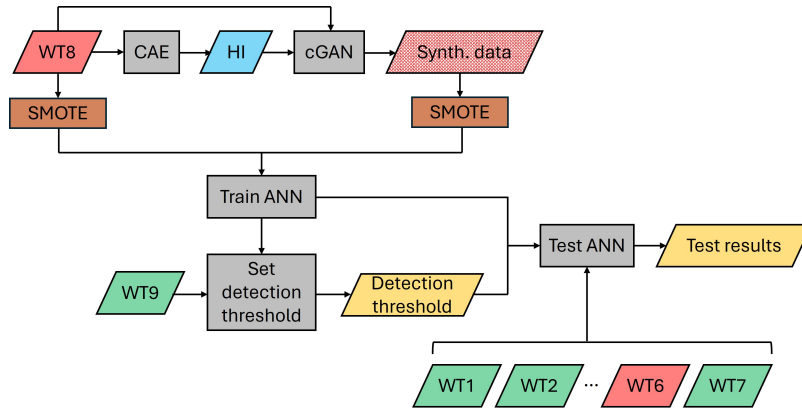 WT8
CAE
HI
cGAN
Synth. data
SMOTE
SMOTE
Train ANN
Test ANN
Test results
WT9
Set
detection
threshold
Detection
threshold
WT1
WT2
...
WT6
WT7